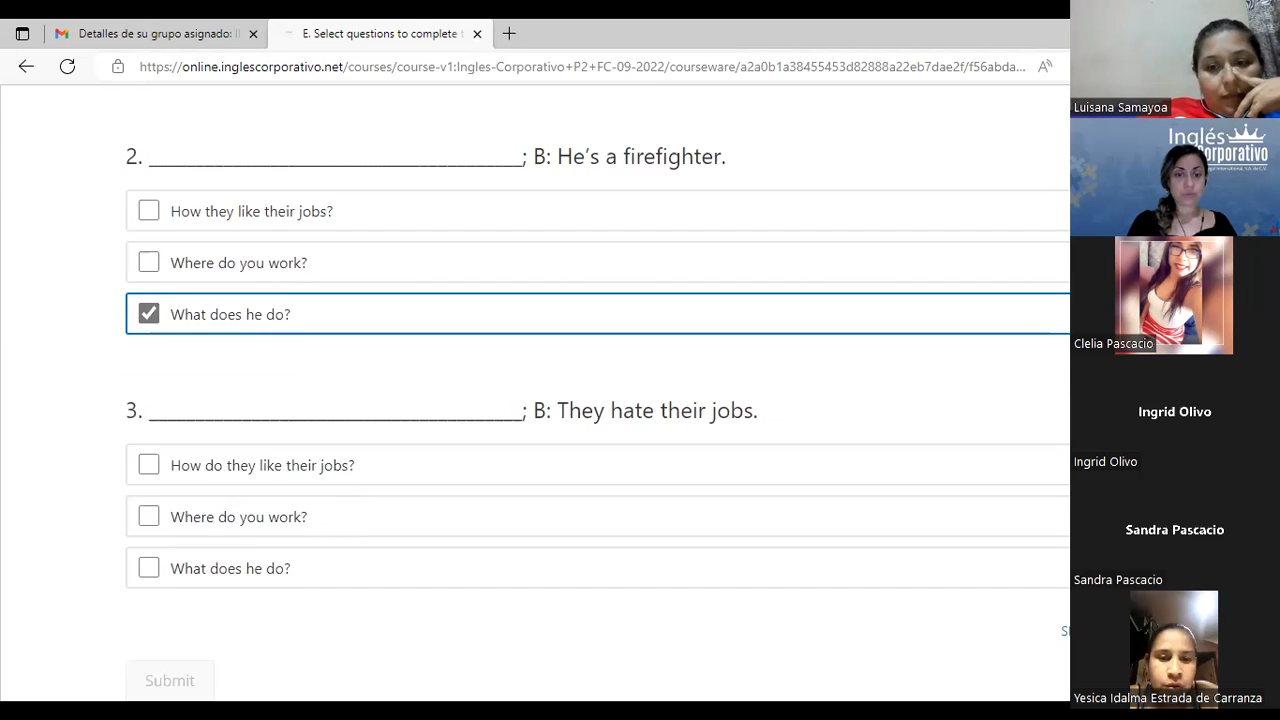 Detalles de su grupo asignado:
E. Select questions to complete t
https://online.inglescorporativo.net/courses/course-v1:Ingles-Corporativo+P2+FC-09-2022/courseware/a2a0b1a38455453d82888a22eb7dae2f/f56abda...
2. ______________________________________; B: He’s a firefighter.
How they like their jobs?
Where do you work?
What does he do?
3. ______________________________________; B: They hate their jobs.
How do they like their jobs?
Where do you work?
What does he do?
Submit
Luisana Samayoa
Inglés
Corporativo
Clelia Pascacio
Ingrid Olivo
Ingrid Olivo
Sandra Pascacio
Sandra Pascacio
Yesica Idalma Estrada de Carranza